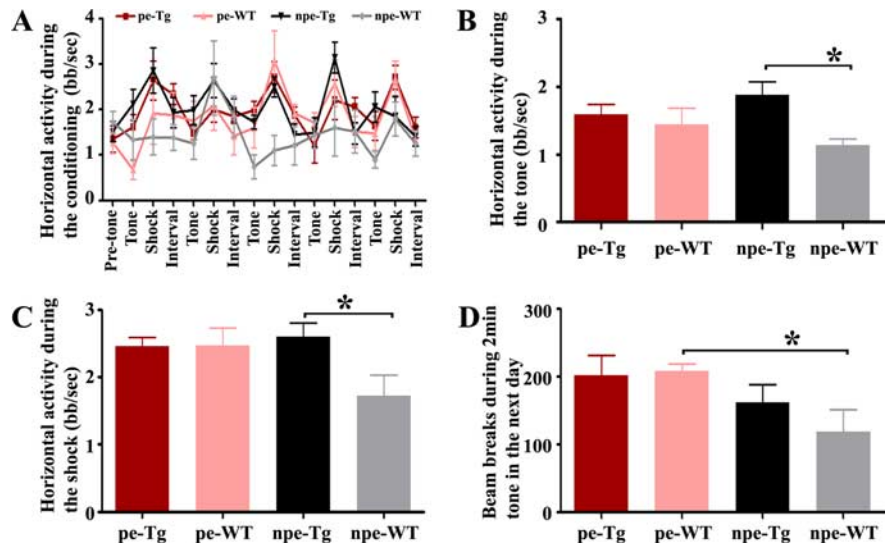 A
pe-Tg pe-WT npe-Tg npe-WT
Horizontal activity during
the conditioning (bb/sec)
4
3
2
1
0
Pre-tone
Tone
Shock
Interval
Tone
Shock
Interval
Tone
Shock
Interval
Tone
Shock
Interval
Tone
Shock
Interval
B
Horizontal activity during
the tone (bb/sec)
3
2
1
0
*
pe-Tg pe-WT npe-Tg npe-WT
C
Horizontal activity during
the shock (bb/sec)
3
2
1
0
*
pe-Tg pe-WT npe-Tg npe-WT
D
Beam breaks during 2min
tone in the next day
300
200
100
0
*
pe-Tg pe-WT npe-Tg npe-WT